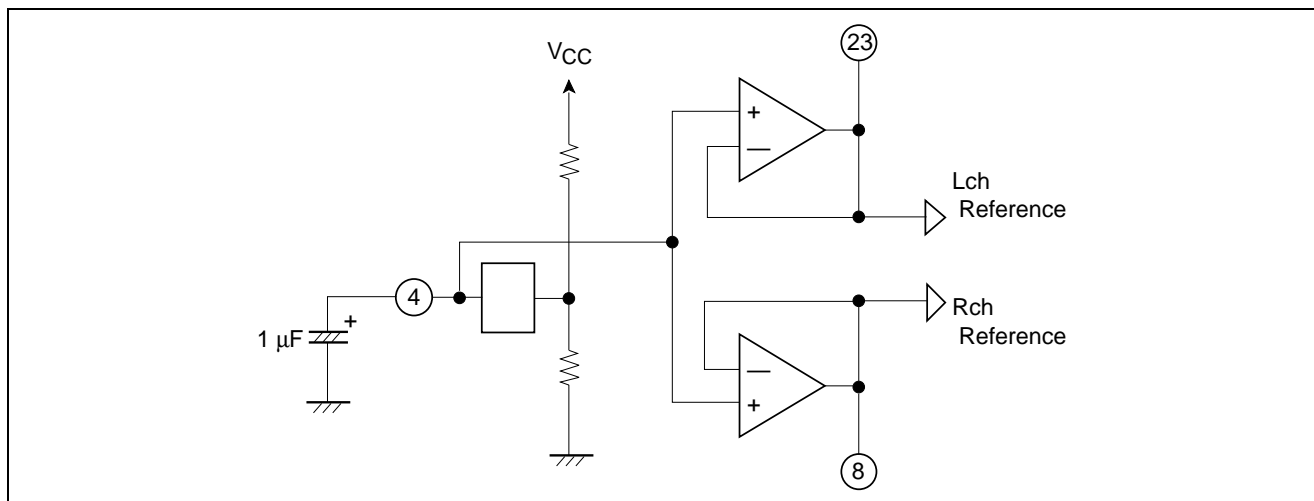 23
VCC
+
—
Lch
Reference
4
+
1 μF
Rch
Reference
—
+
8